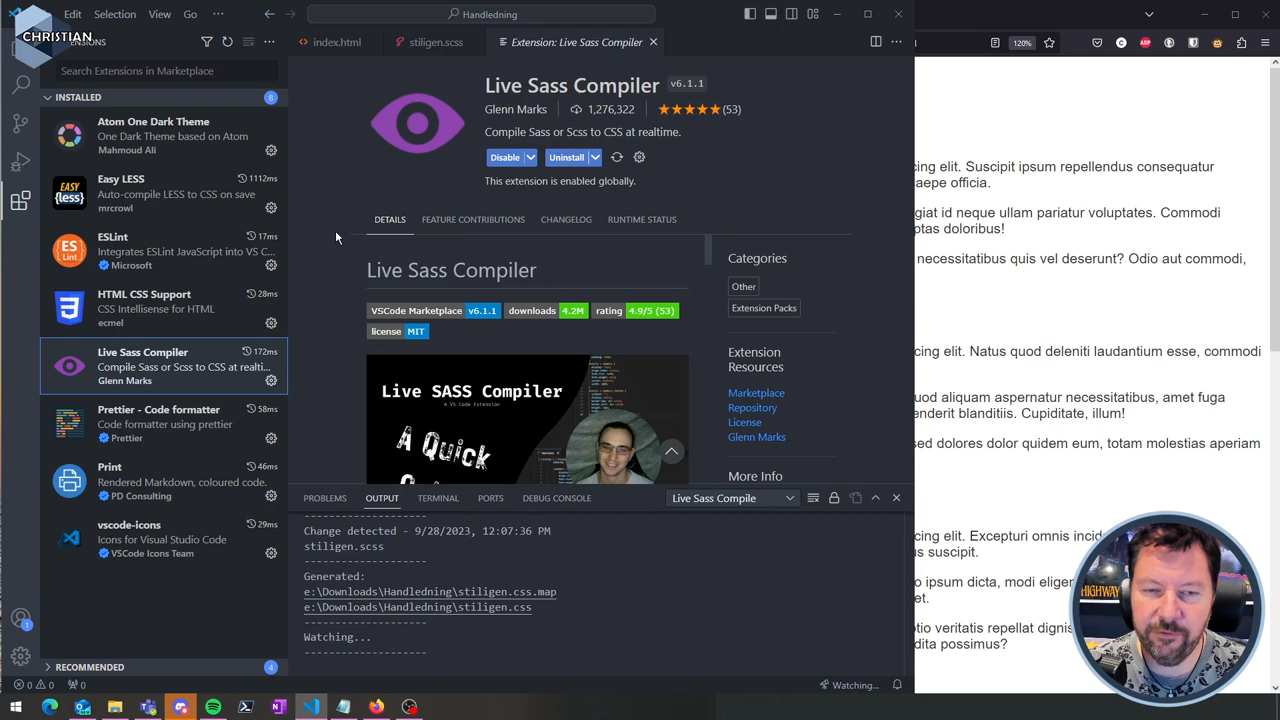 Edit Selection View Go ··· Handledning
CHRISTIAN
EXTENSIONS
index.html stiligen.scss Extension: Live Sass Compiler
120%
Search Extensions in Marketplace
INSTALLED 8
Atom One Dark Theme
One Dark Theme based on Atom
Mahmoud Ali
Easy LESS 1112ms
Auto-compile LESS to CSS on save
mrcrowl
ESLint 17ms
Integrates ESLint JavaScript into VS C...
Microsoft
HTML CSS Support 28ms
CSS Intellisense for HTML
ecmel
Live Sass Compiler 172ms
Compile Sass or Scss to CSS at realti...
Glenn Marks
Prettier - Code formatter 58ms
Code formatter using prettier
Prettier
Print 46ms
Rendered Markdown, coloured code.
PD Consulting
vscode-icons 29ms
Icons for Visual Studio Code
VSCode Icons Team
RECOMMENDED 4
Live Sass Compiler v6.1.1
Glenn Marks 1,276,322 (53)
Compile Sass or Scss to CSS at realtime.
Disable Uninstall
This extension is enabled globally.
DETAILS FEATURE CONTRIBUTIONS CHANGELOG RUNTIME STATUS
Live Sass Compiler
VSCode Marketplace v6.1.1 downloads 4.2M rating 4.9/5 (53)
license MIT
Live SASS Compiler
A VS Code Extension
A Quick
Categories
Other
Extension Packs
Extension
Resources
Marketplace
Repository
License
Glenn Marks
More Info
PROBLEMS OUTPUT TERMINAL PORTS DEBUG CONSOLE Live Sass Compile
--------------------
Change detected - 9/28/2023, 12:07:36 PM
stiligen.scss
--------------------
Generated:
e:\Downloads\Handledning\stiligen.css.map
e:\Downloads\Handledning\stiligen.css
--------------------
Watching...
--------------------
0 0 0 Watching...
cing elit. Suscipit ipsum repellendus consequatur
aepe officia.
giat id neque ullam pariatur voluptates. Commodi
ptas doloribus!
necessitatibus quis vel deserunt? Odio aut commodi,
cing elit. Natus quod deleniti laudantium esse, commodi
uod aliquam aspernatur necessitatibus, amet fuga
enderit blanditiis. Cupiditate, illum!
sed dolores dolor quidem eum, totam molestias aperiam
cing elit. Excepturi omnis incid
us suscipit.
o ipsum dicta, modi elige
et.
tio veritatis repellat dignis
dita possimus?
HIGHWAY